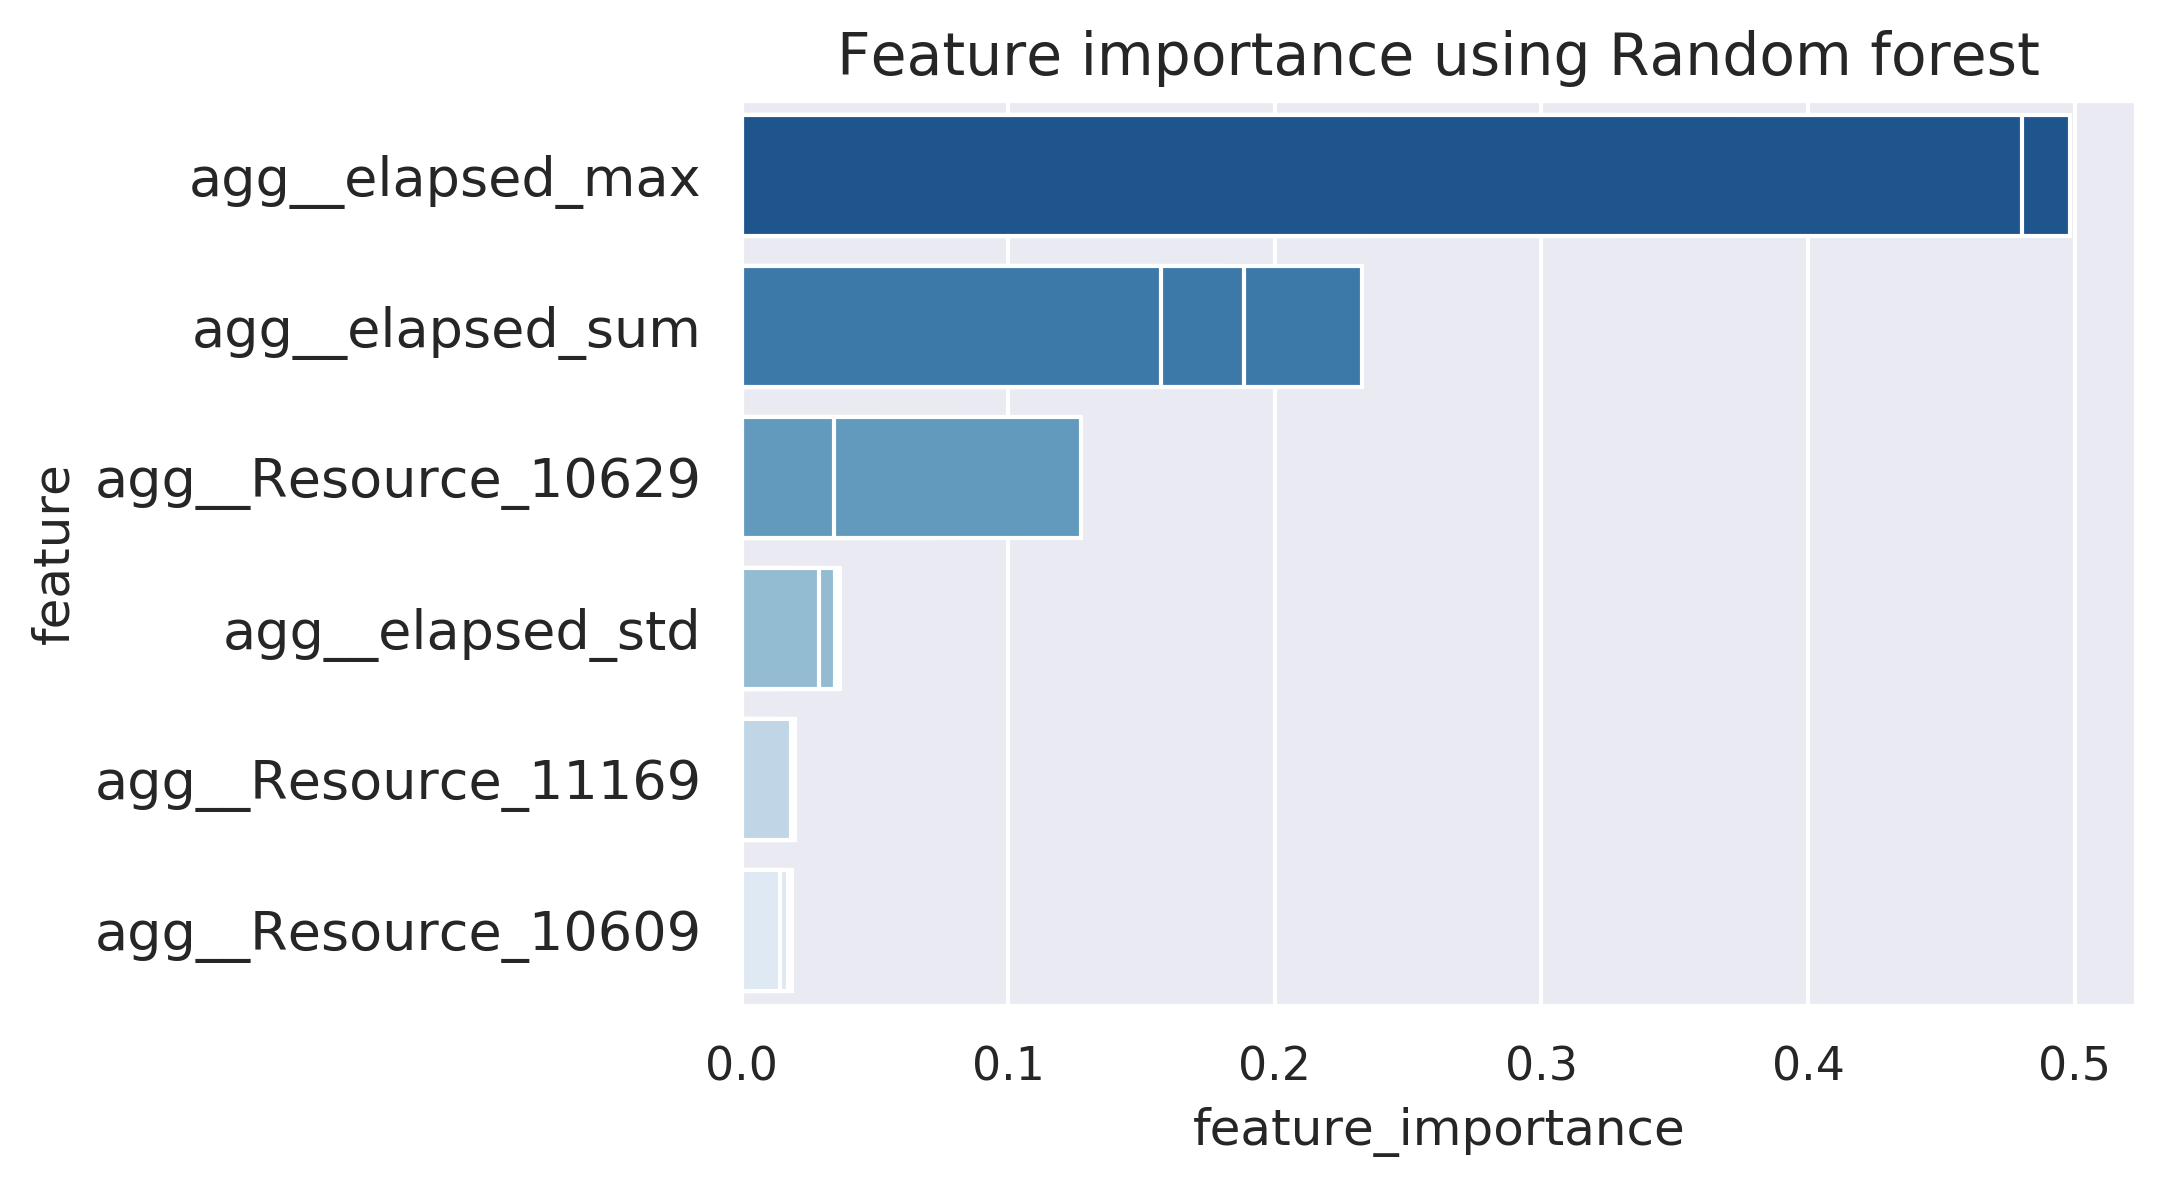 Feature importance using Random forest
agg__elapsed_max
agg__elapsed_sum
agg__Resource_10629
agg__elapsed_std
agg__Resource_11169
agg__Resource_10609
feature
0.0 0.1 0.2 0.3 0.4 0.5
feature_importance